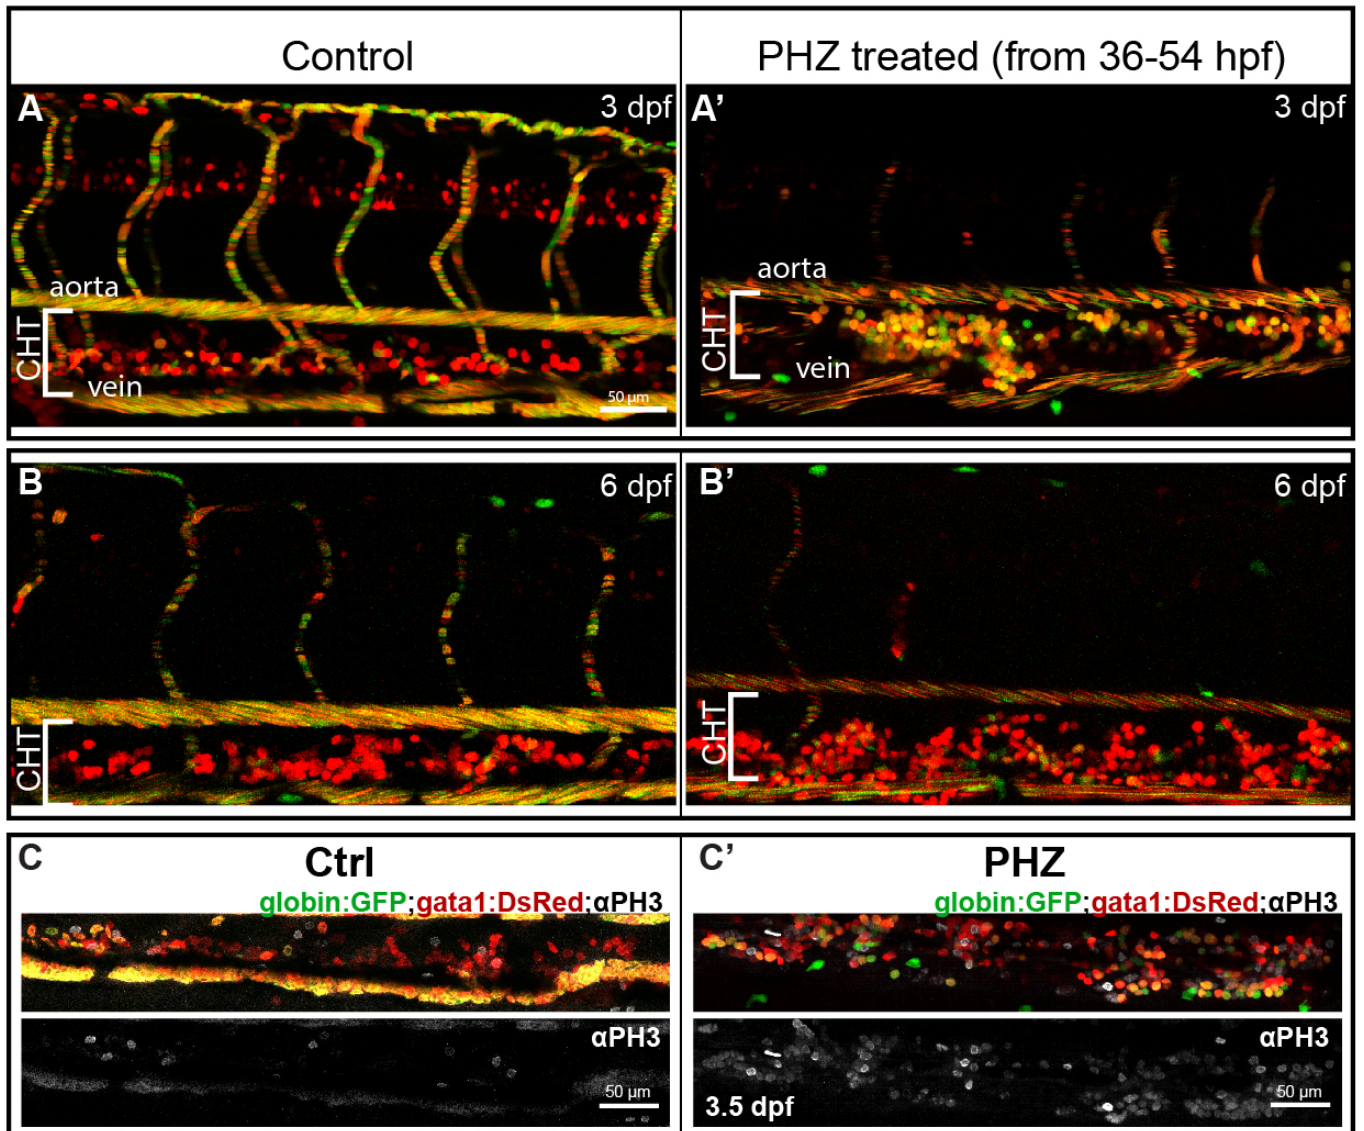 Control
PHZ treated (from 36-54 hpf)
A
3 dpf
A’
3 dpf
aorta
CHT
vein
50 µm
aorta
CHT
vein
B
6 dpf
B’
6 dpf
CHT
CHT
C
Ctrl
globin:GFP;gata1:DsRed;αPH3
αPH3
50 µm
C’
PHZ
globin:GFP;gata1:DsRed;αPH3
αPH3
3.5 dpf
50 µm